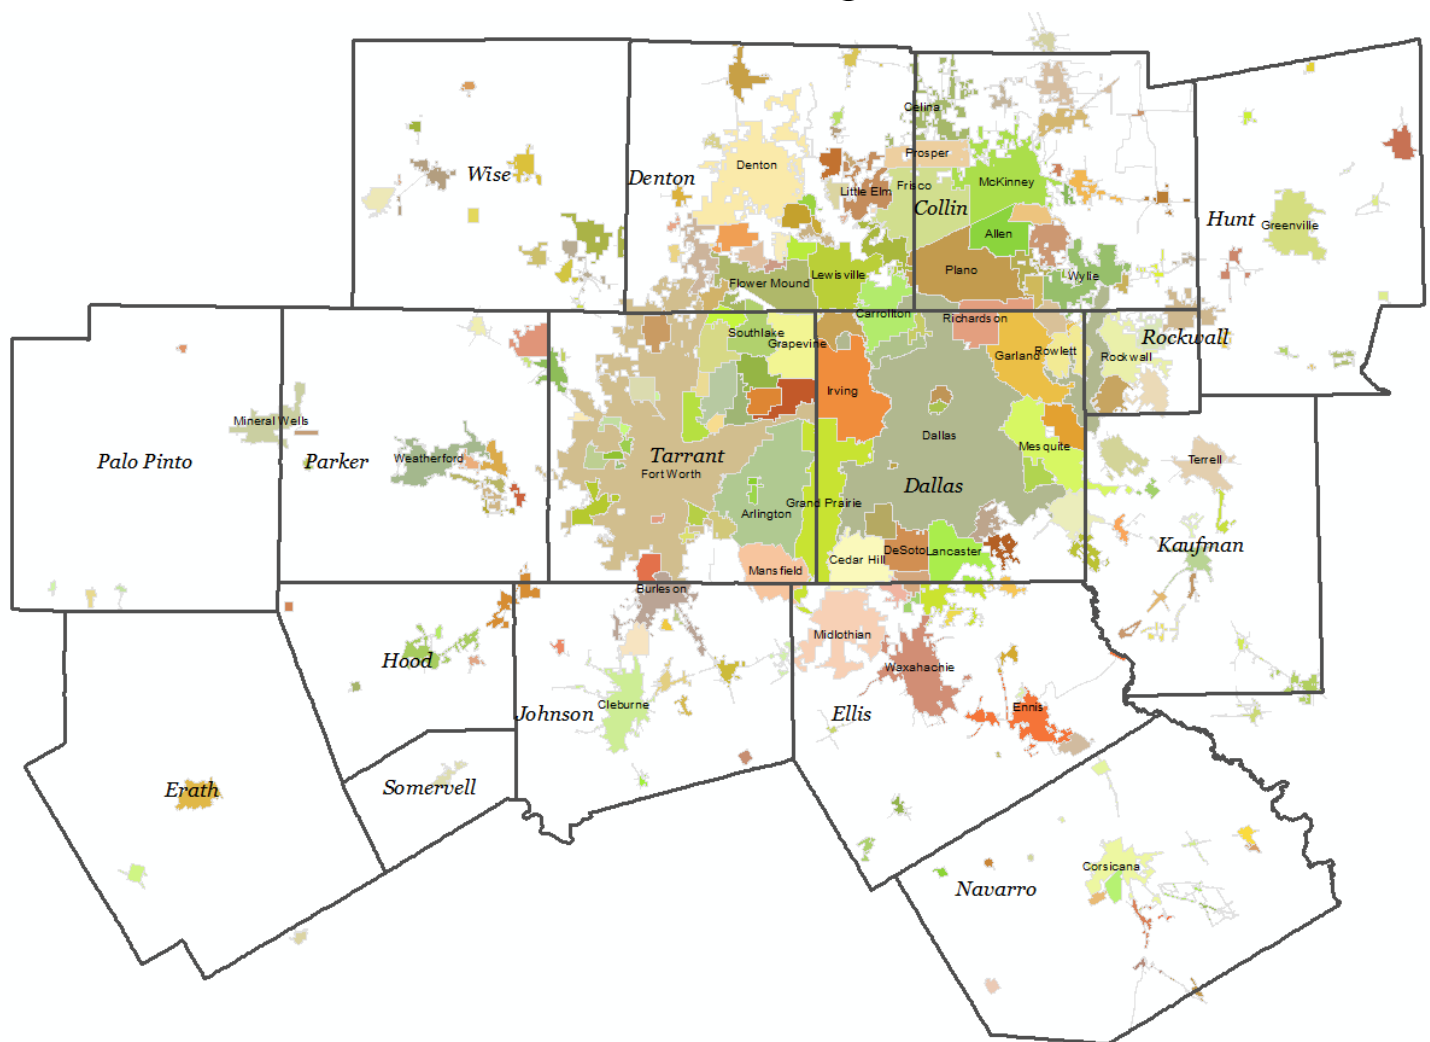 Celina
Prosper
Denton
Wise
Denton
Little Elm
Frisco
McKinney
Collin
Hunt
Greenville
Allen
Plano
Lewisville
Wylie
Flower Mound
Carrollton
Richardson
Southlake
Grapevine
Rockwall
Garland
Rowlett
Rockwall
Irving
Mineral Wells
Dallas
Mesquite
Palo Pinto
Parker
Weatherford
Tarrant
Fort Worth
Terrell
Dallas
Grand Prairie
Arlington
Kaufman
DeSoto
Lancaster
Cedar Hill
Mansfield
Burleson
Midlothian
Hood
Waxahachie
Johnson
Cleburne
Ellis
Ennis
Erath
Somervell
Corsicana
Navarro